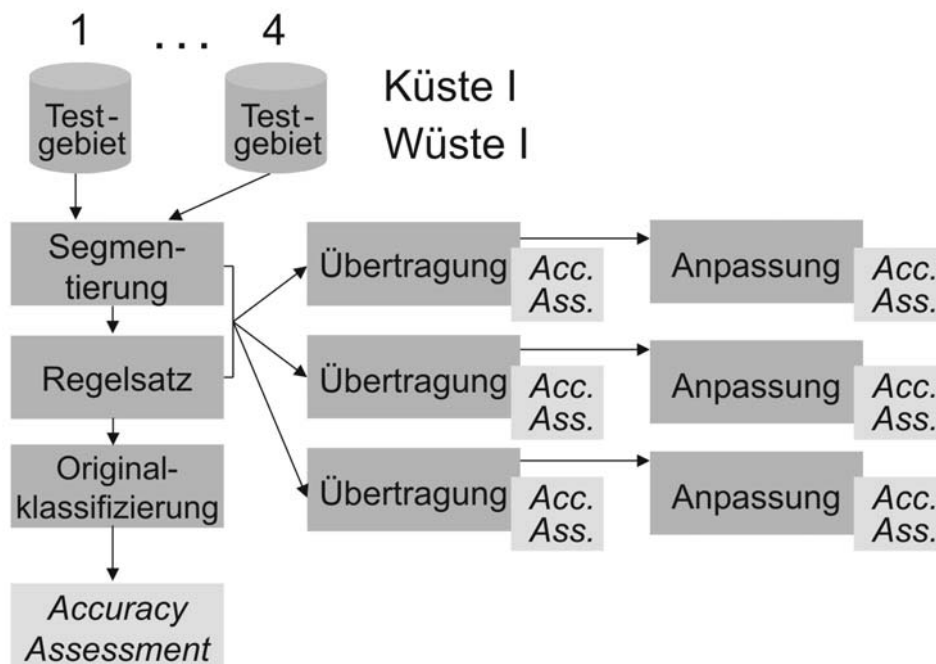 1 ... 4
Test-
gebiet
Test-
gebiet
Küste I
Wüste I
Segmen-
tierung
Regelsatz
Original-
klassifizierung
Accuracy
Assessment
Übertragung
Acc.
Ass.
Anpassung
Acc.
Ass.
Übertragung
Acc.
Ass.
Anpassung
Acc.
Ass.
Übertragung
Acc.
Ass.
Anpassung
Acc.
Ass.